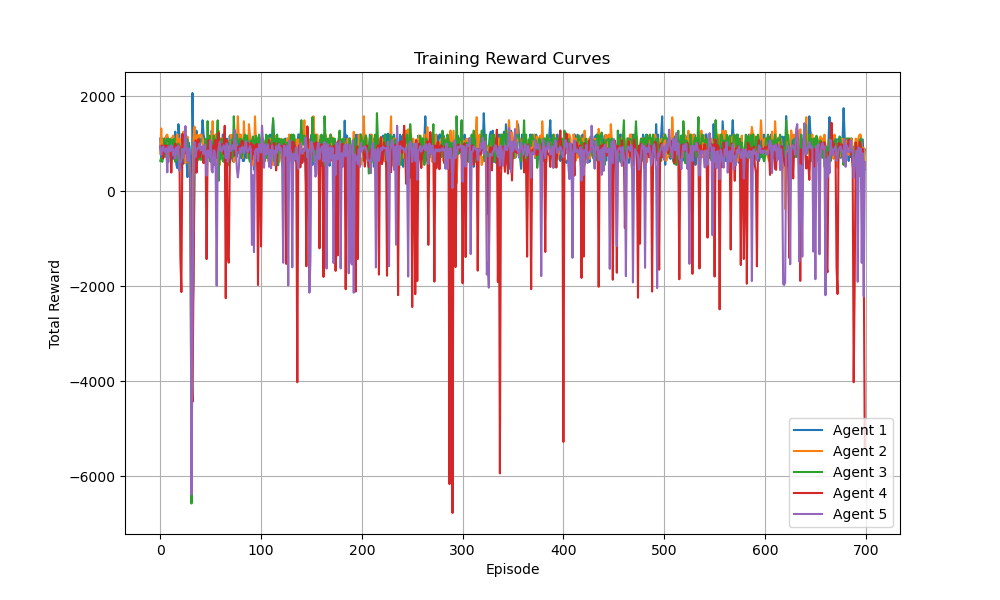 Training Reward Curves
Total Reward
2000
0
−2000
−4000
−6000
0 100 200 300 400 500 600 700
Episode
Agent 1
Agent 2
Agent 3
Agent 4
Agent 5